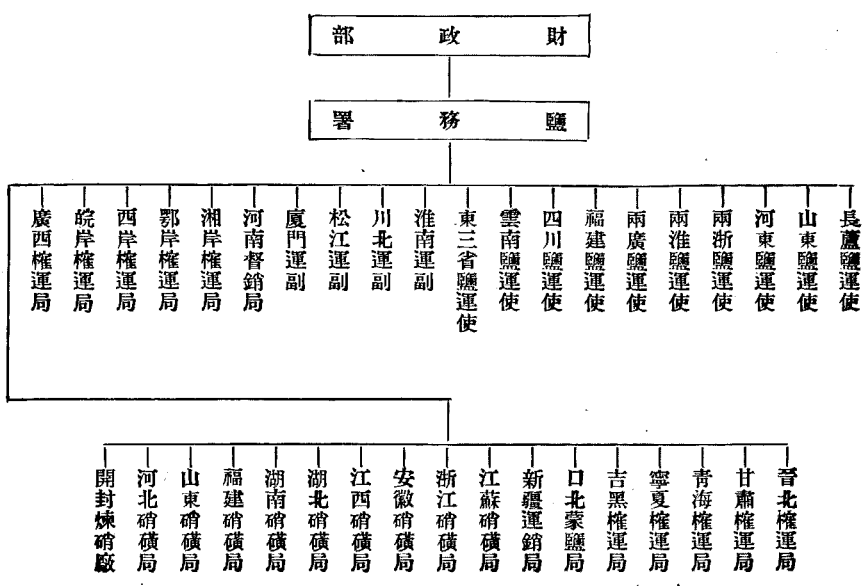 財政部
鹽務署
長蘆鹽運使
山東鹽運使
河東鹽運使
兩浙鹽運使
兩淮鹽運使
兩廣鹽運使
福建鹽運使
四川鹽運使
雲南鹽運使
東三省鹽運使
淮南運副
川北運副
松江運副
廈門運副
河南督銷局
湘岸榷運局
鄂岸榷運局
西岸榷運局
皖岸榷運局
廣西榷運局
晉北榷運局
甘肅榷運局
青海榷運局
寧夏榷運局
吉黑榷運局
口北蒙鹽局
新疆運銷局
江蘇硝磺局
浙江硝磺局
安徽硝磺局
江西硝磺局
湖北硝磺局
湖南硝磺局
福建硝磺局
山東硝磺局
河北硝磺局
開封煉硝廠